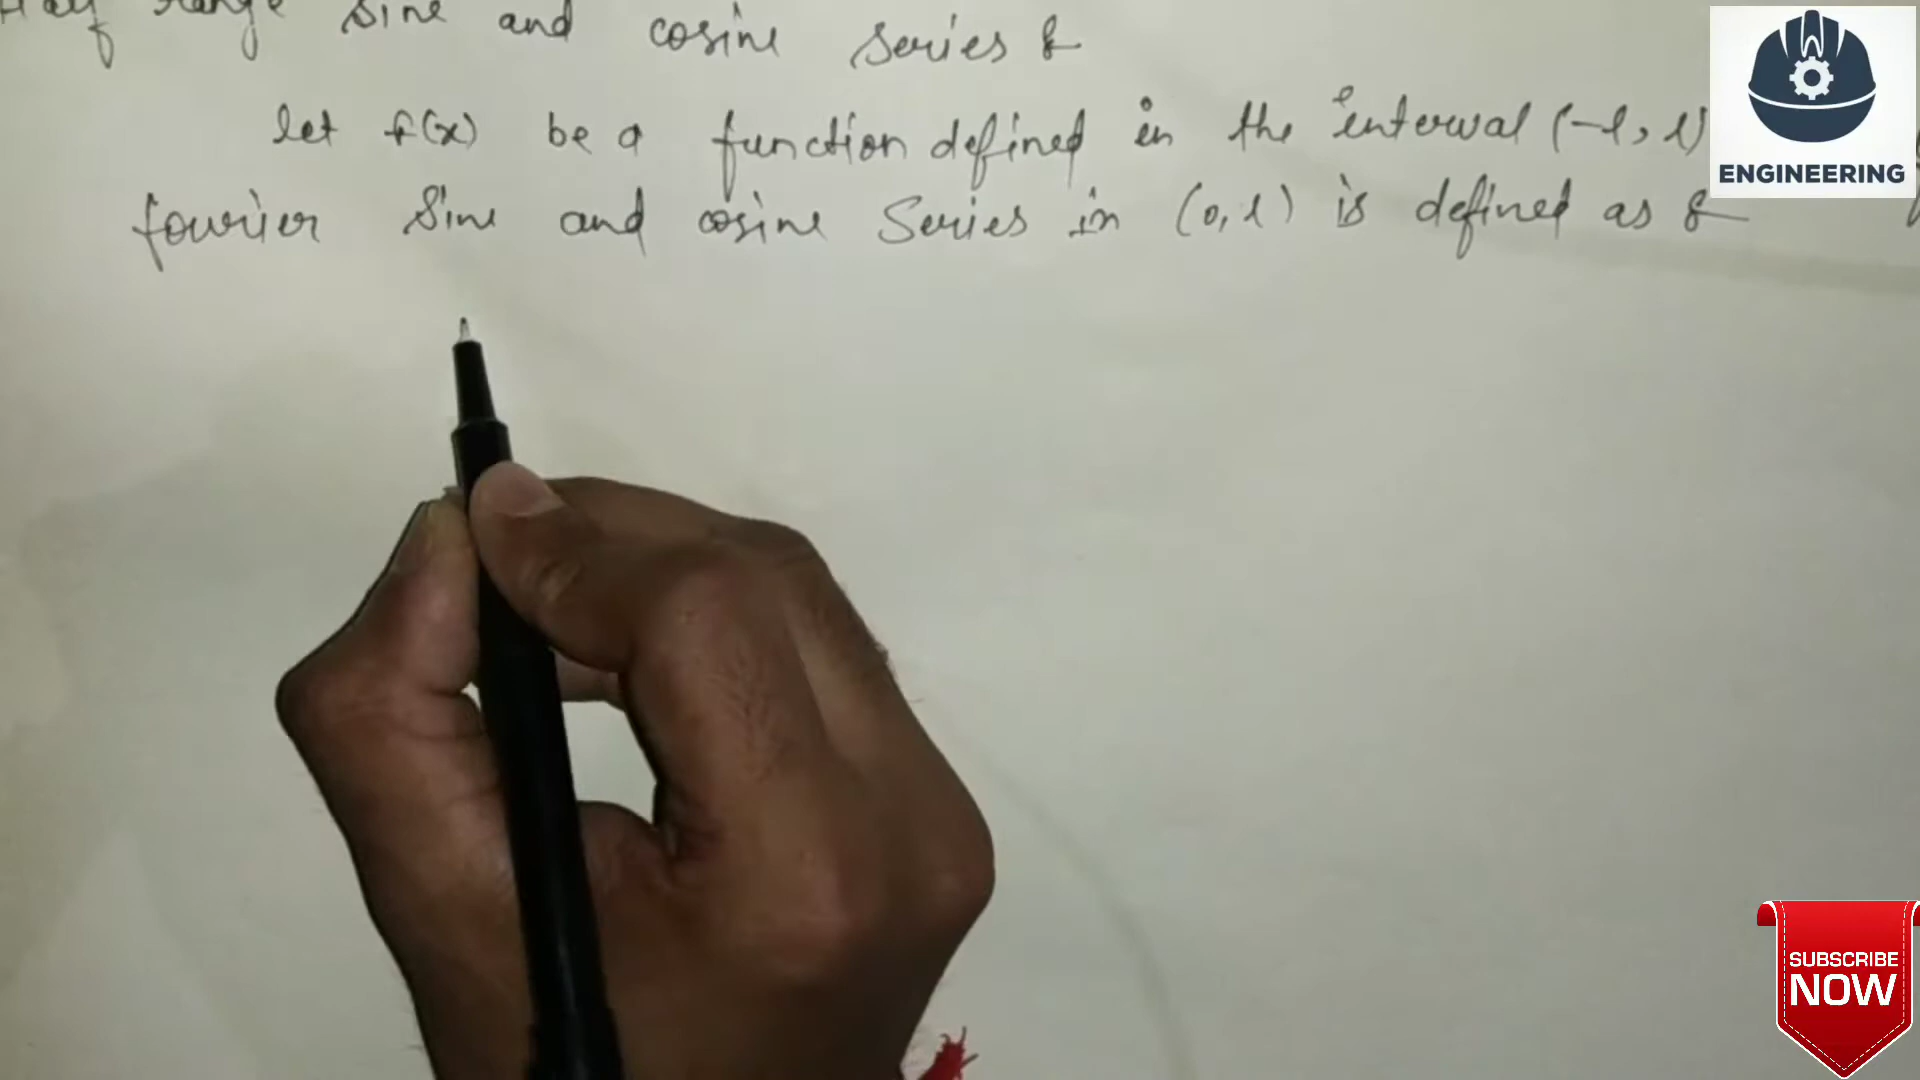 Half range Sine and cosine series :-
let f(x) be a function defined in the interval (-l, l)
fourier Sine and cosine Series in (0, l) is defined as :-
ENGINEERING
SUBSCRIBE
NOW